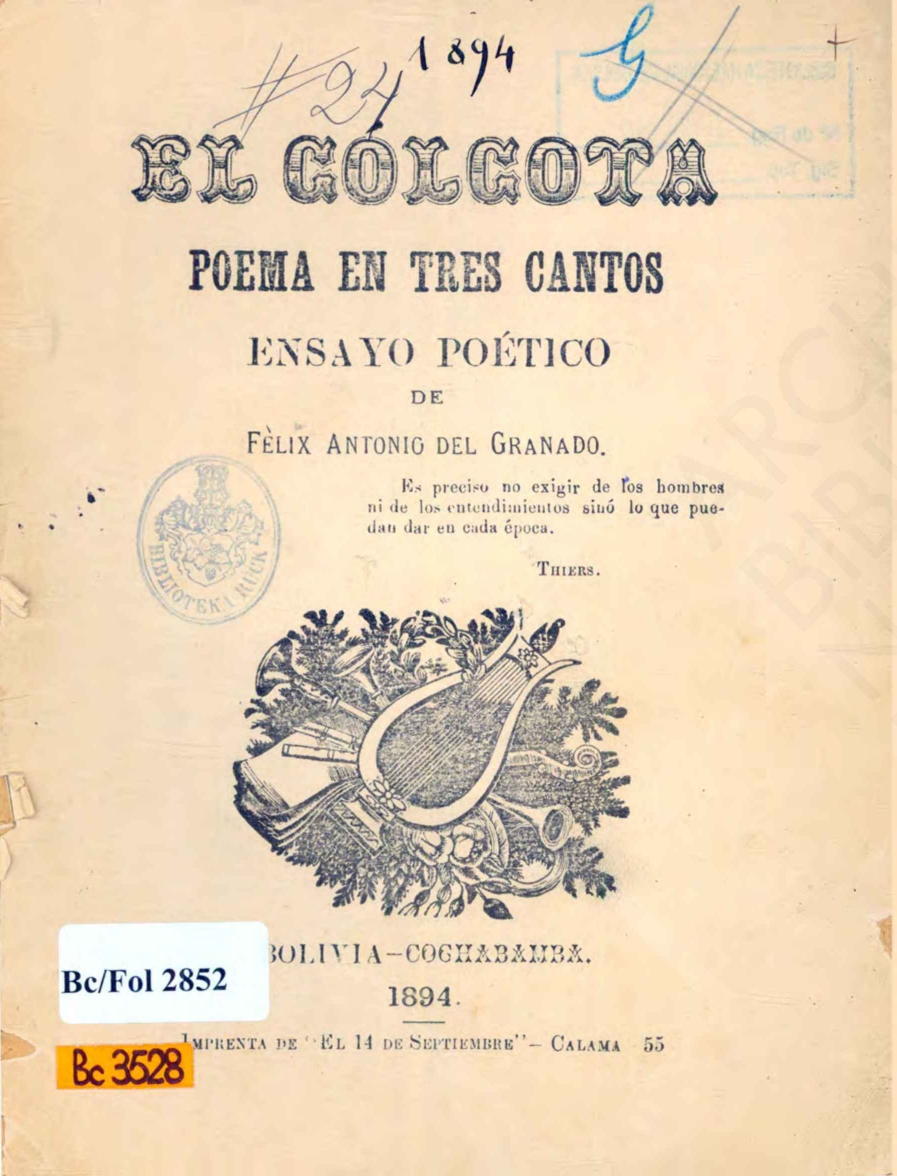 # 24
1894
G
EL GÓLGOTA
POEMA EN TRES CANTOS
ENSAYO POÉTICO
DE
FÈLIX ANTONIO DEL GRANADO.
Es preciso no exigir de los hombres
ni de los entendimientos sinó lo que pue-
dan dar en cada época.
THIERS.
BIBLIOTEKA RÜCK
BOLIVIA–COCHABAMBA.
1894.
IMPRENTA DE "EL 14 DE SEPTIEMBRE"– CALAMA 55
Bc/Fol 2852
Bc 3528